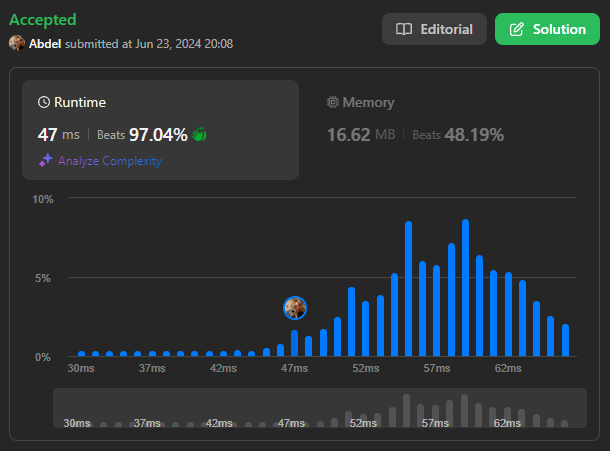 Accepted
Abdel submitted at Jun 23, 2024 20:08
Editorial
Solution
Runtime
47 ms | Beats 97.04%
Analyze Complexity
Memory
16.62 MB | Beats 48.19%
10%
5%
0%
30ms 37ms 42ms 47ms 52ms 57ms 62ms
30ms 37ms 42ms 47ms 52ms 57ms 62ms